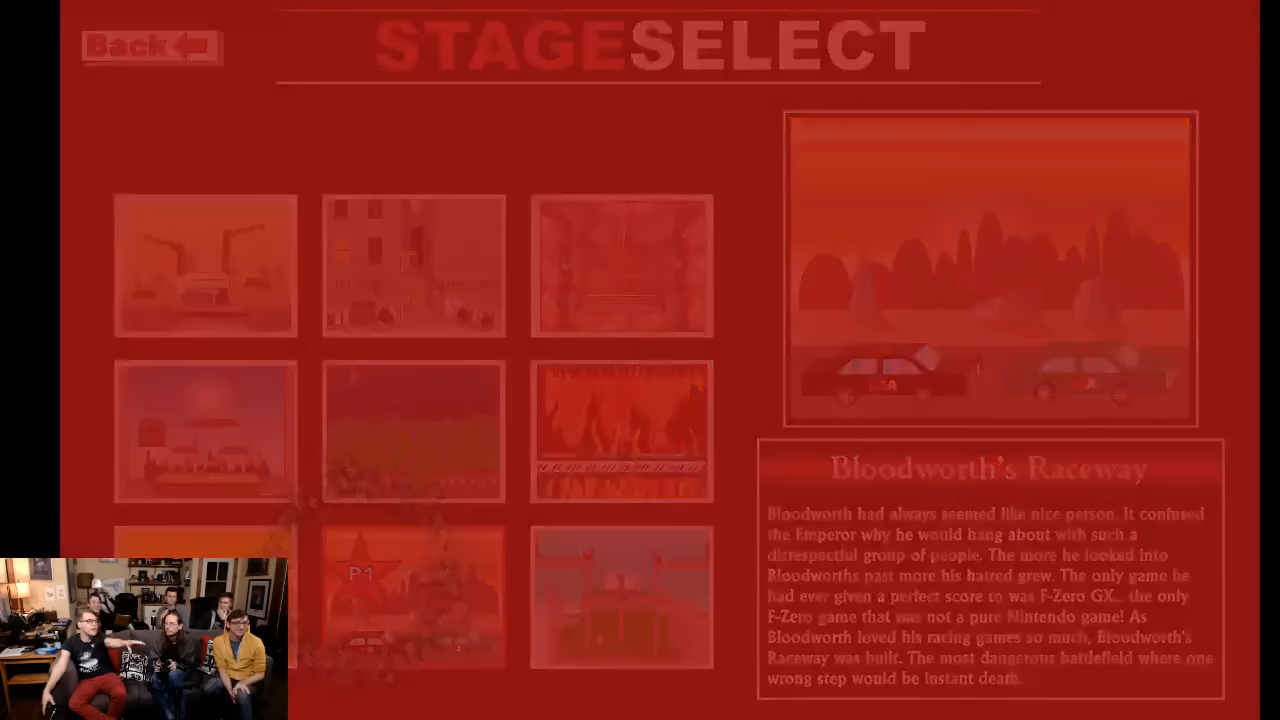 Back
STAGESELECT
P1
Bloodworth's Raceway
Bloodworth had always seemed like nice person. It confused
the Emperor why he would hang about with such a
disrespectful group of people. The more he looked into
Bloodworths past more his hatred grew. The only game he
had ever given a perfect score to was F-Zero GX... the only
F-Zero game that was not a pure Nintendo game! As
Bloodworth loved his racing games so much, Bloodworth's
Raceway was built. The most dangerous battlefield where one
wrong step would be instant death.